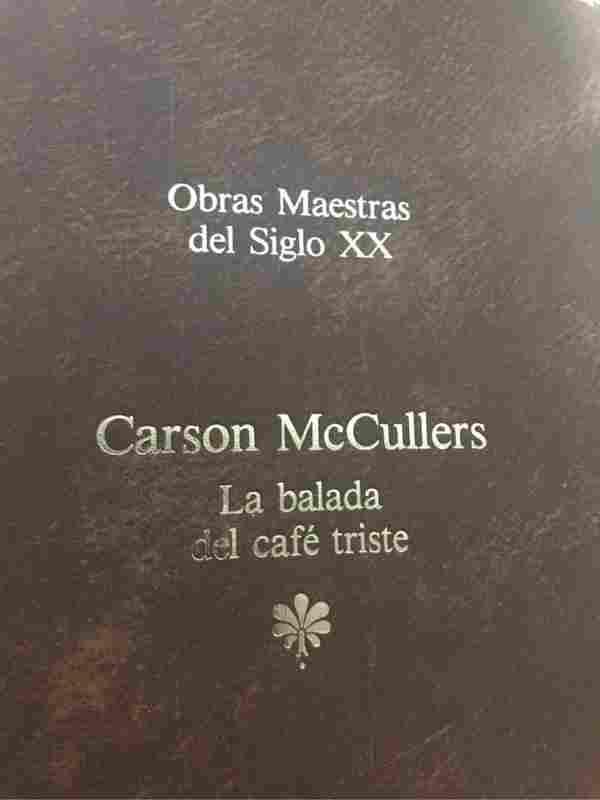 Obras Maestras
del Siglo XX
Carson McCullers
La balada
del café triste